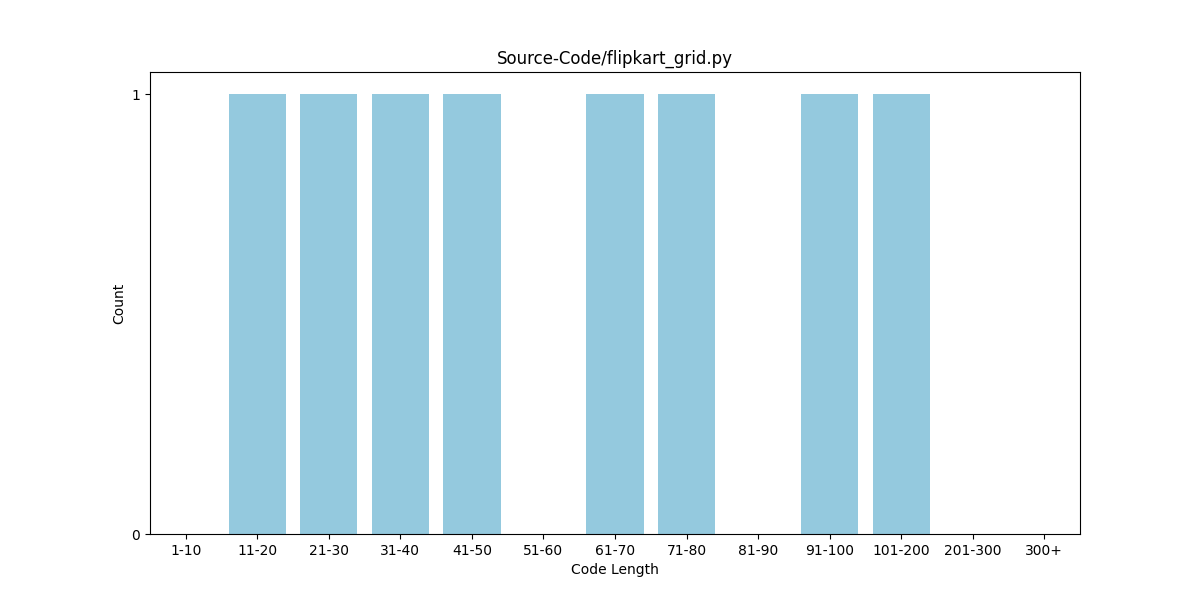 Source-Code/flipkart_grid.py
1
Count
0
1-10 11-20 21-30 31-40 41-50 51-60 61-70 71-80 81-90 91-100 101-200 201-300 300+
Code Length